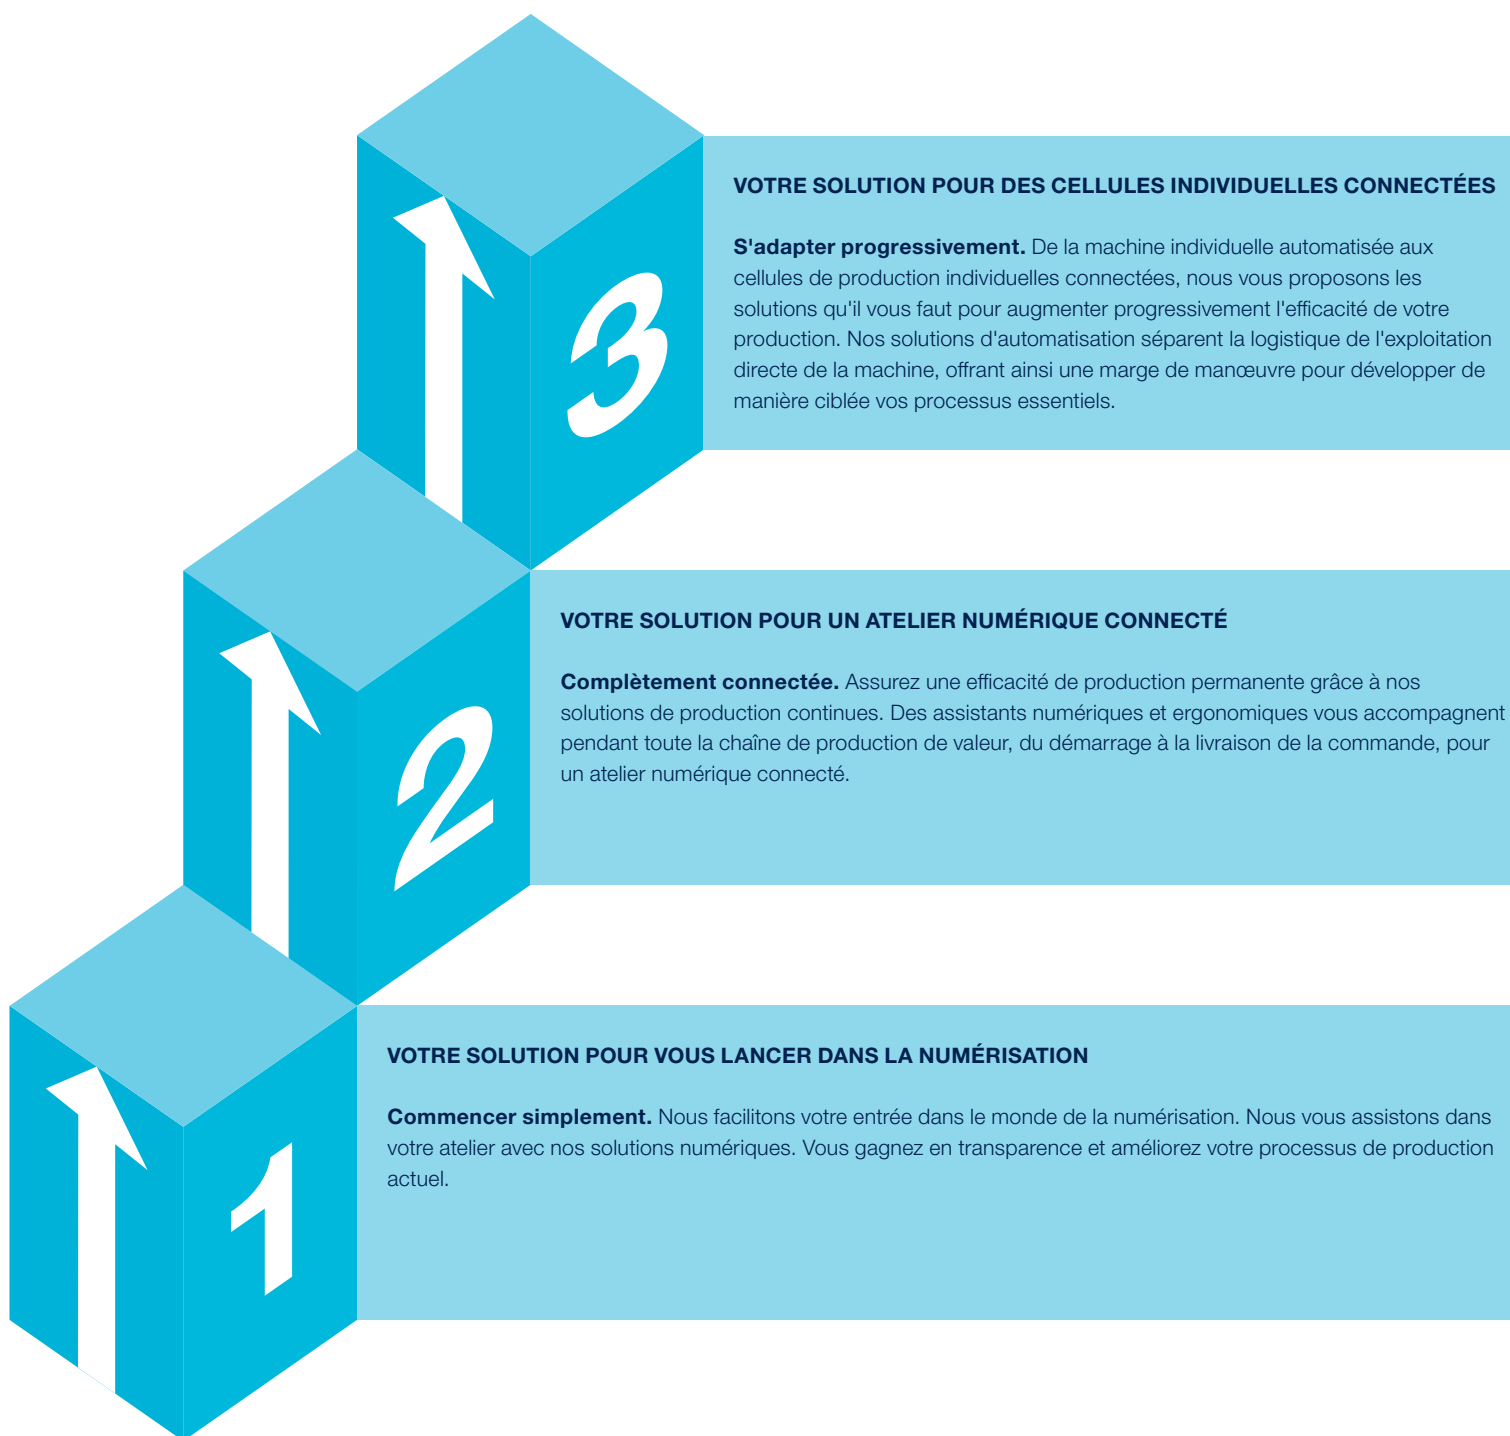 3
VOTRE SOLUTION POUR DES CELLULES INDIVIDUELLES CONNECTÉES
S'adapter progressivement. De la machine individuelle automatisée aux
cellules de production individuelles connectées, nous vous proposons les
solutions qu'il vous faut pour augmenter progressivement l'efficacité de votre
production. Nos solutions d'automatisation séparent la logistique de l'exploitation
directe de la machine, offrant ainsi une marge de manœuvre pour développer de
manière ciblée vos processus essentiels.
2
VOTRE SOLUTION POUR UN ATELIER NUMÉRIQUE CONNECTÉ
Complètement connectée. Assurez une efficacité de production permanente grâce à nos
solutions de production continues. Des assistants numériques et ergonomiques vous accompagnent
pendant toute la chaîne de production de valeur, du démarrage à la livraison de la commande, pour
un atelier numérique connecté.
1
VOTRE SOLUTION POUR VOUS LANCER DANS LA NUMÉRISATION
Commencer simplement. Nous facilitons votre entrée dans le monde de la numérisation. Nous vous assistons dans
votre atelier avec nos solutions numériques. Vous gagnez en transparence et améliorez votre processus de production
actuel.